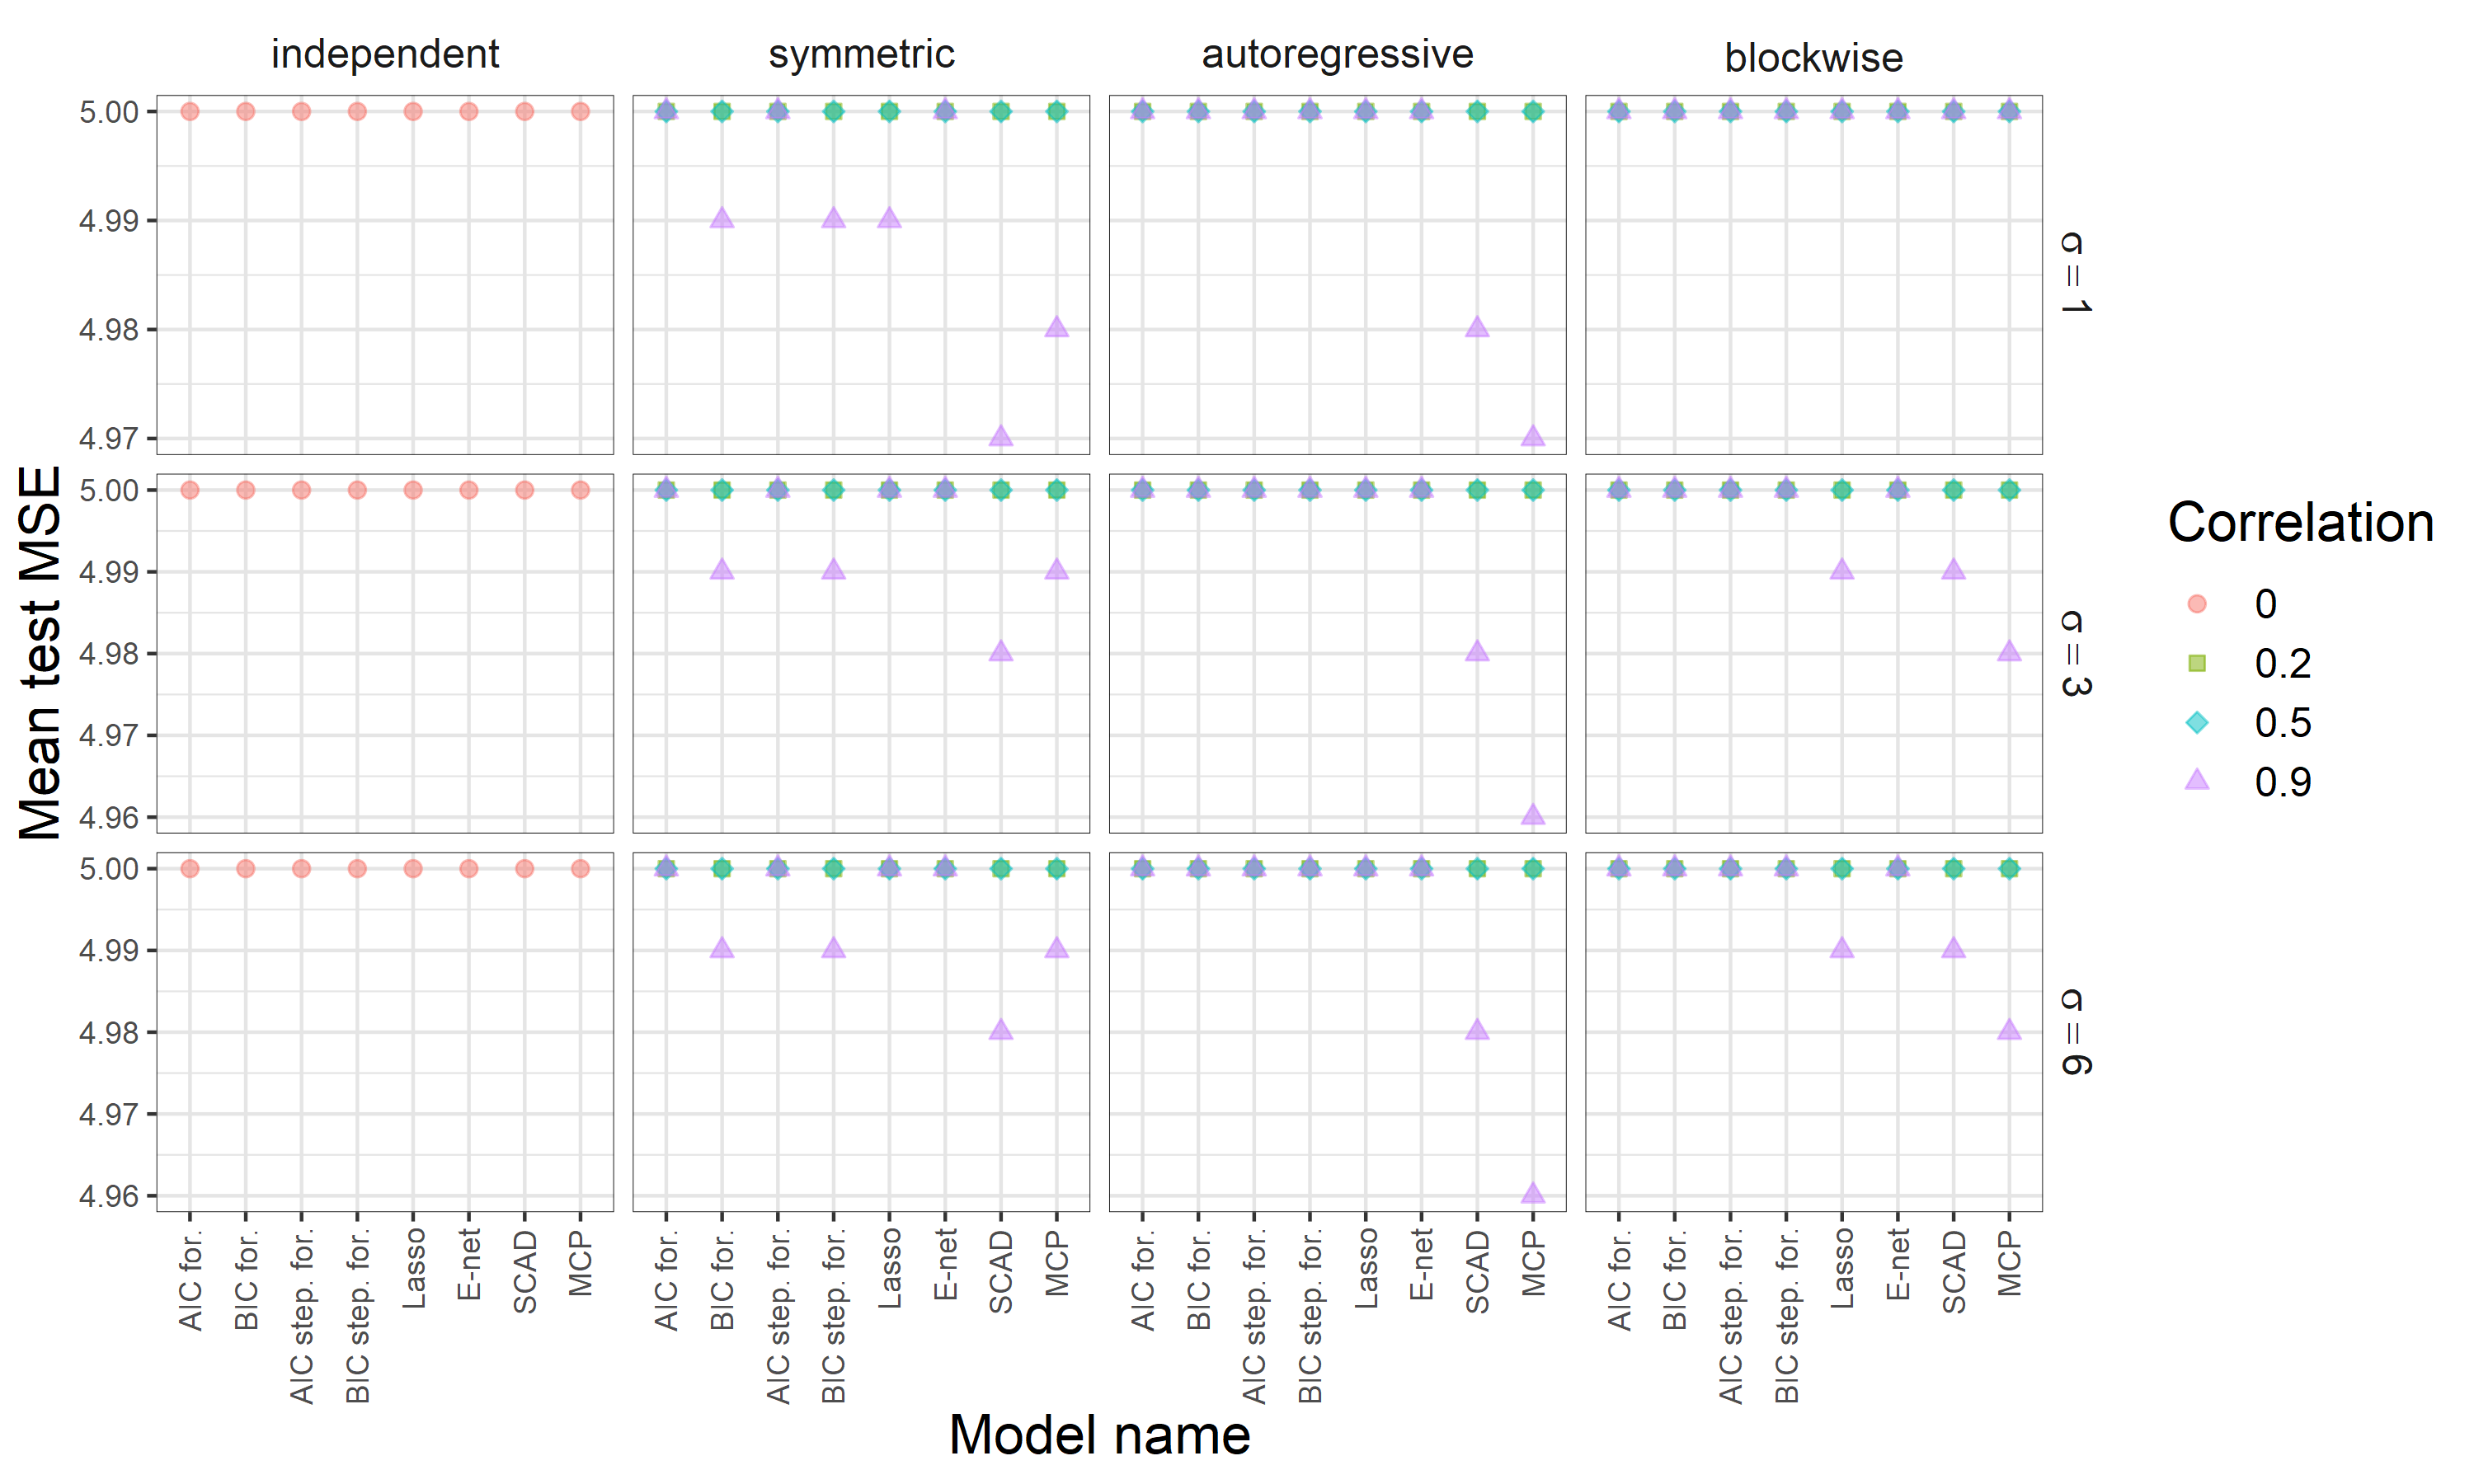 independent
symmetric
autoregressive
blockwise
5.00
4.99
4.98
4.97
σ = 1
5.00
4.99
4.98
4.97
4.96
σ = 3
5.00
4.99
4.98
4.97
4.96
σ = 6
Mean test MSE
AIC for.
BIC for.
AIC step. for.
BIC step. for.
Lasso
E-net
SCAD
MCP
AIC for.
BIC for.
AIC step. for.
BIC step. for.
Lasso
E-net
SCAD
MCP
AIC for.
BIC for.
AIC step. for.
BIC step. for.
Lasso
E-net
SCAD
MCP
AIC for.
BIC for.
AIC step. for.
BIC step. for.
Lasso
E-net
SCAD
MCP
Model name
Correlation
0
0.2
0.5
0.9